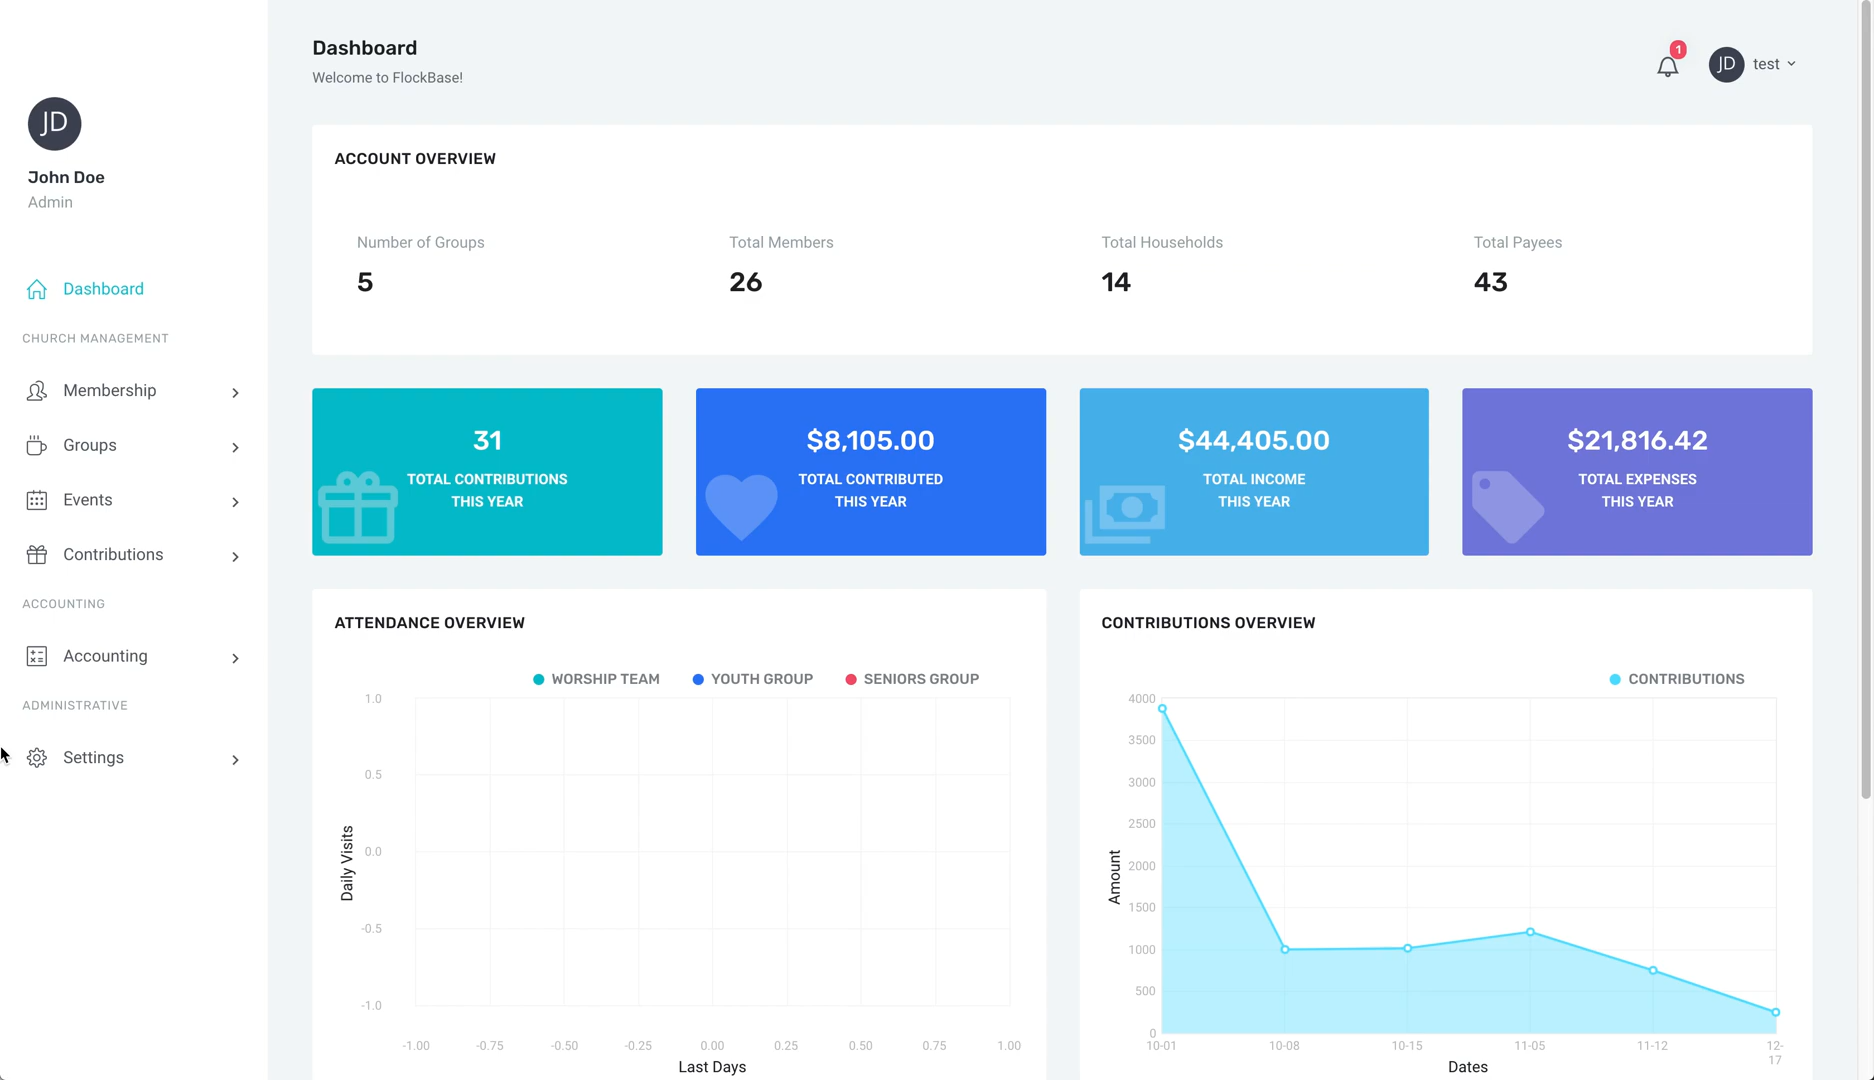 JD
John Doe
Admin
Dashboard
CHURCH MANAGEMENT
Membership
Groups
Events
Contributions
ACCOUNTING
Accounting
ADMINISTRATIVE
Settings
Dashboard
Welcome to FlockBase!
1
JD
test
ACCOUNT OVERVIEW
Number of Groups
5
Total Members
26
Total Households
14
Total Payees
43
31
TOTAL CONTRIBUTIONS
THIS YEAR
$8,105.00
TOTAL CONTRIBUTED
THIS YEAR
$44,405.00
TOTAL INCOME
THIS YEAR
$21,816.42
TOTAL EXPENSES
THIS YEAR
ATTENDANCE OVERVIEW
WORSHIP TEAM YOUTH GROUP SENIORS GROUP
1.0
0.5
0.0
-0.5
-1.0
Daily Visits
-1.00 -0.75 -0.50 -0.25 0.00 0.25 0.50 0.75 1.00
Last Days
CONTRIBUTIONS OVERVIEW
CONTRIBUTIONS
4000
3500
3000
2500
2000
1500
1000
500
0
Amount
10-01 10-08 10-15 11-05 11-12 12-
17
Dates